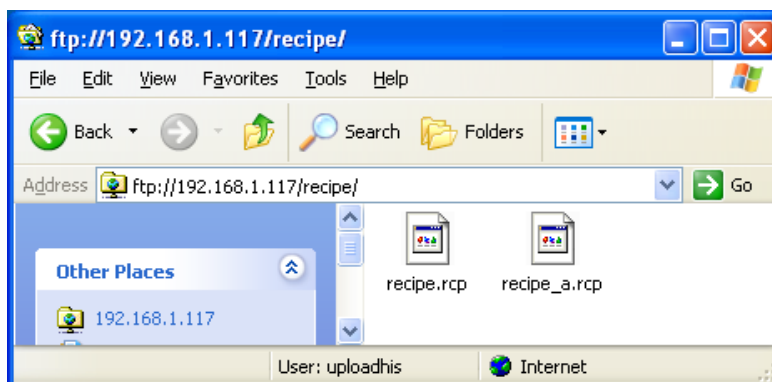 ftp://192.168.1.117/recipe/
File Edit View Favorites Tools Help
Back Search Folders
Address ftp://192.168.1.117/recipe/ Go
Other Places
recipe.rcp recipe_a.rcp
192.168.1.117
User: uploadhis Internet